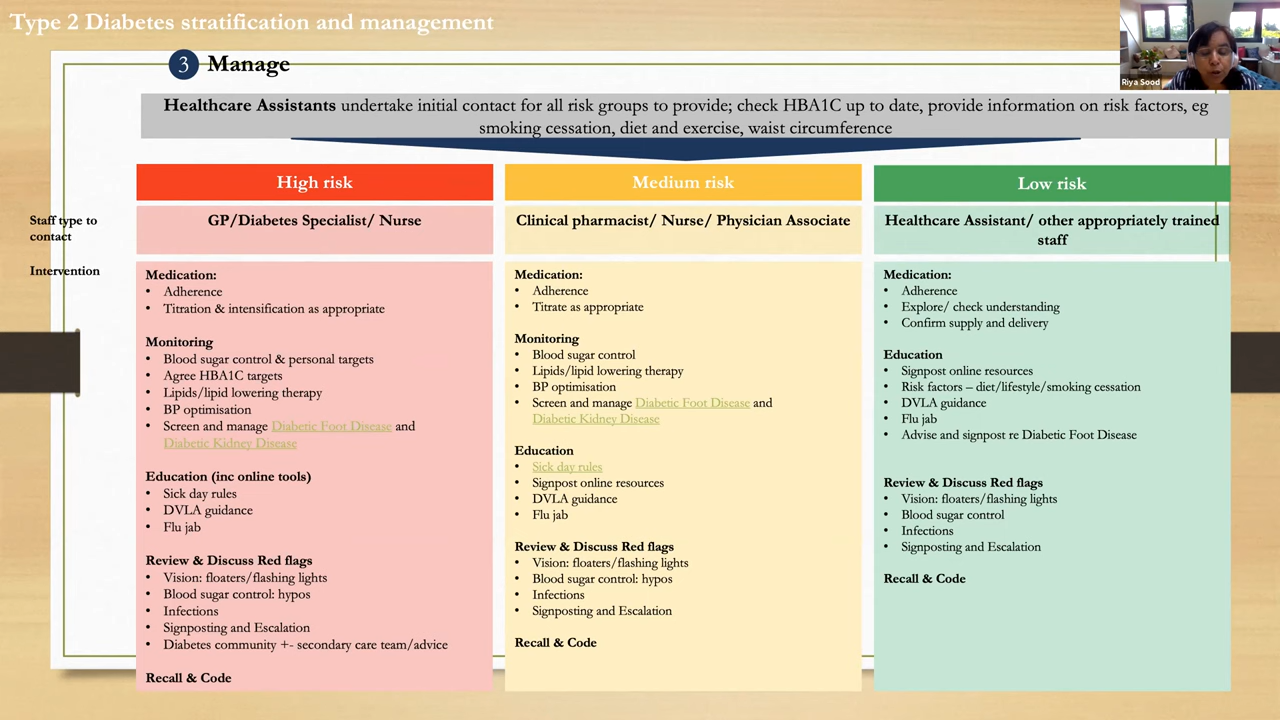 Type 2 Diabetes stratification and management
Riya Sood
3 Manage
Healthcare Assistants undertake initial contact for all risk groups to provide; check HBA1C up to date, provide information on risk factors, eg
smoking cessation, diet and exercise, waist circumference
Staff type to
contact
Intervention
High risk
GP/Diabetes Specialist/ Nurse
Medication:
• Adherence
• Titration & intensification as appropriate
Monitoring
• Blood sugar control & personal targets
• Agree HBA1C targets
• Lipids/lipid lowering therapy
• BP optimisation
• Screen and manage Diabetic Foot Disease and
Diabetic Kidney Disease
Education (inc online tools)
• Sick day rules
• DVLA guidance
• Flu jab
Review & Discuss Red flags
• Vision: floaters/flashing lights
• Blood sugar control: hypos
• Infections
• Signposting and Escalation
• Diabetes community +- secondary care team/advice
Recall & Code
Medium risk
Clinical pharmacist/ Nurse/ Physician Associate
Medication:
• Adherence
• Titrate as appropriate
Monitoring
• Blood sugar control
• Lipids/lipid lowering therapy
• BP optimisation
• Screen and manage Diabetic Foot Disease and
Diabetic Kidney Disease
Education
• Sick day rules
• Signpost online resources
• DVLA guidance
• Flu jab
Review & Discuss Red flags
• Vision: floaters/flashing lights
• Blood sugar control: hypos
• Infections
• Signposting and Escalation
Recall & Code
Low risk
Healthcare Assistant/ other appropriately trained
staff
Medication:
• Adherence
• Explore/ check understanding
• Confirm supply and delivery
Education
• Signpost online resources
• Risk factors – diet/lifestyle/smoking cessation
• DVLA guidance
• Flu jab
• Advise and signpost re Diabetic Foot Disease
Review & Discuss Red flags
• Vision: floaters/flashing lights
• Blood sugar control
• Infections
• Signposting and Escalation
Recall & Code